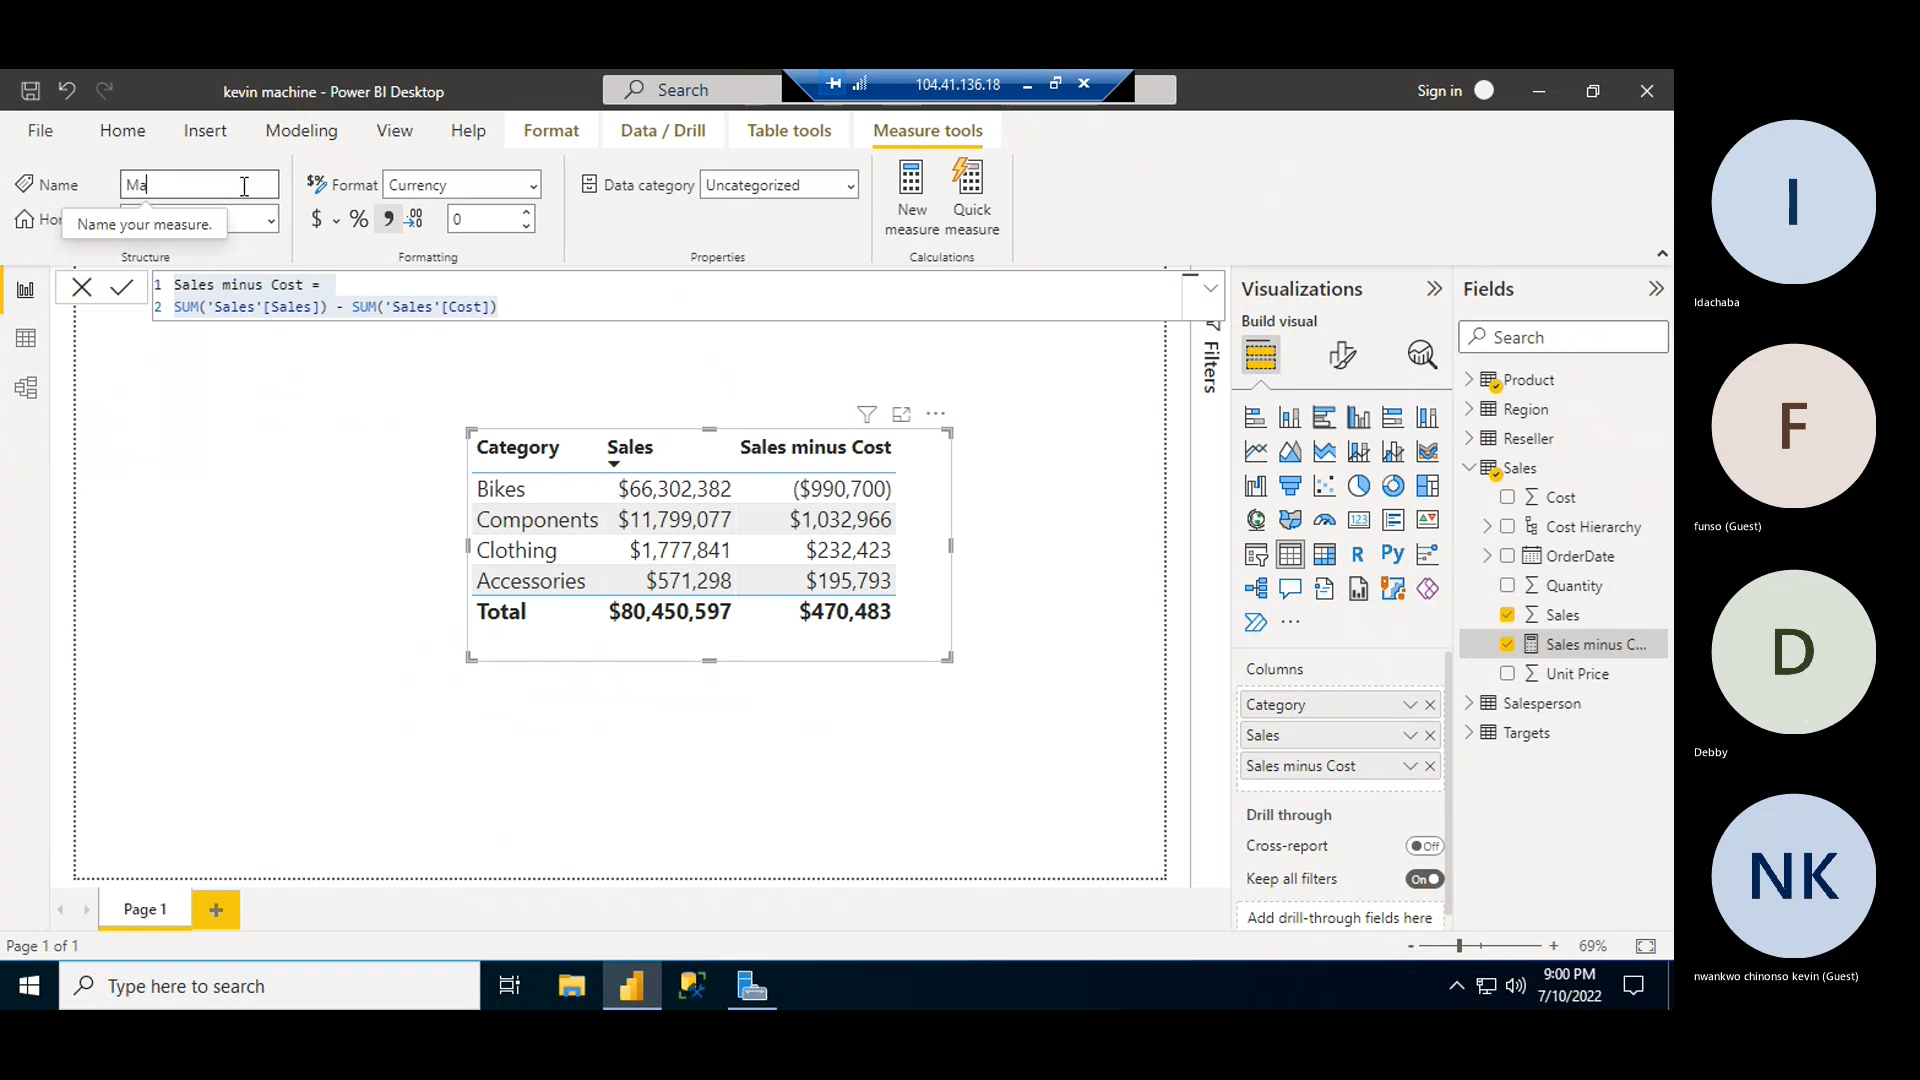 kevin machine - Power BI Desktop
Search
104.41.136.18
Sign in
File
Home
Insert
Modeling
View
Help
Format
Data / Drill
Table tools
Measure tools
Name
Ma
Format
Currency
Data category
Uncategorized
New measure
Quick measure
Name your measure.
$
%
0
Structure
Formatting
Properties
Calculations
1 Sales minus Cost =
2 SUM('Sales'[Sales]) - SUM('Sales'[Cost])
Category Sales Sales minus Cost
Bikes $66,302,382 ($990,700)
Components $11,799,077 $1,032,966
Clothing $1,777,841 $232,423
Accessories $571,298 $195,793
Total $80,450,597 $470,483
Filters
Visualizations
Build visual
123
R
Py
Columns
Category
Sales
Sales minus Cost
Drill through
Cross-report
Off
Keep all filters
On
Add drill-through fields here
Fields
Search
Product
Region
Reseller
Sales
Cost
Cost Hierarchy
OrderDate
Quantity
Sales
Sales minus C...
Unit Price
Salesperson
Targets
Page 1
Page 1 of 1
69%
Type here to search
9:00 PM
7/10/2022
I
Idachaba
F
funso (Guest)
D
Debby
NK
nwankwo chinonso kevin (Guest)